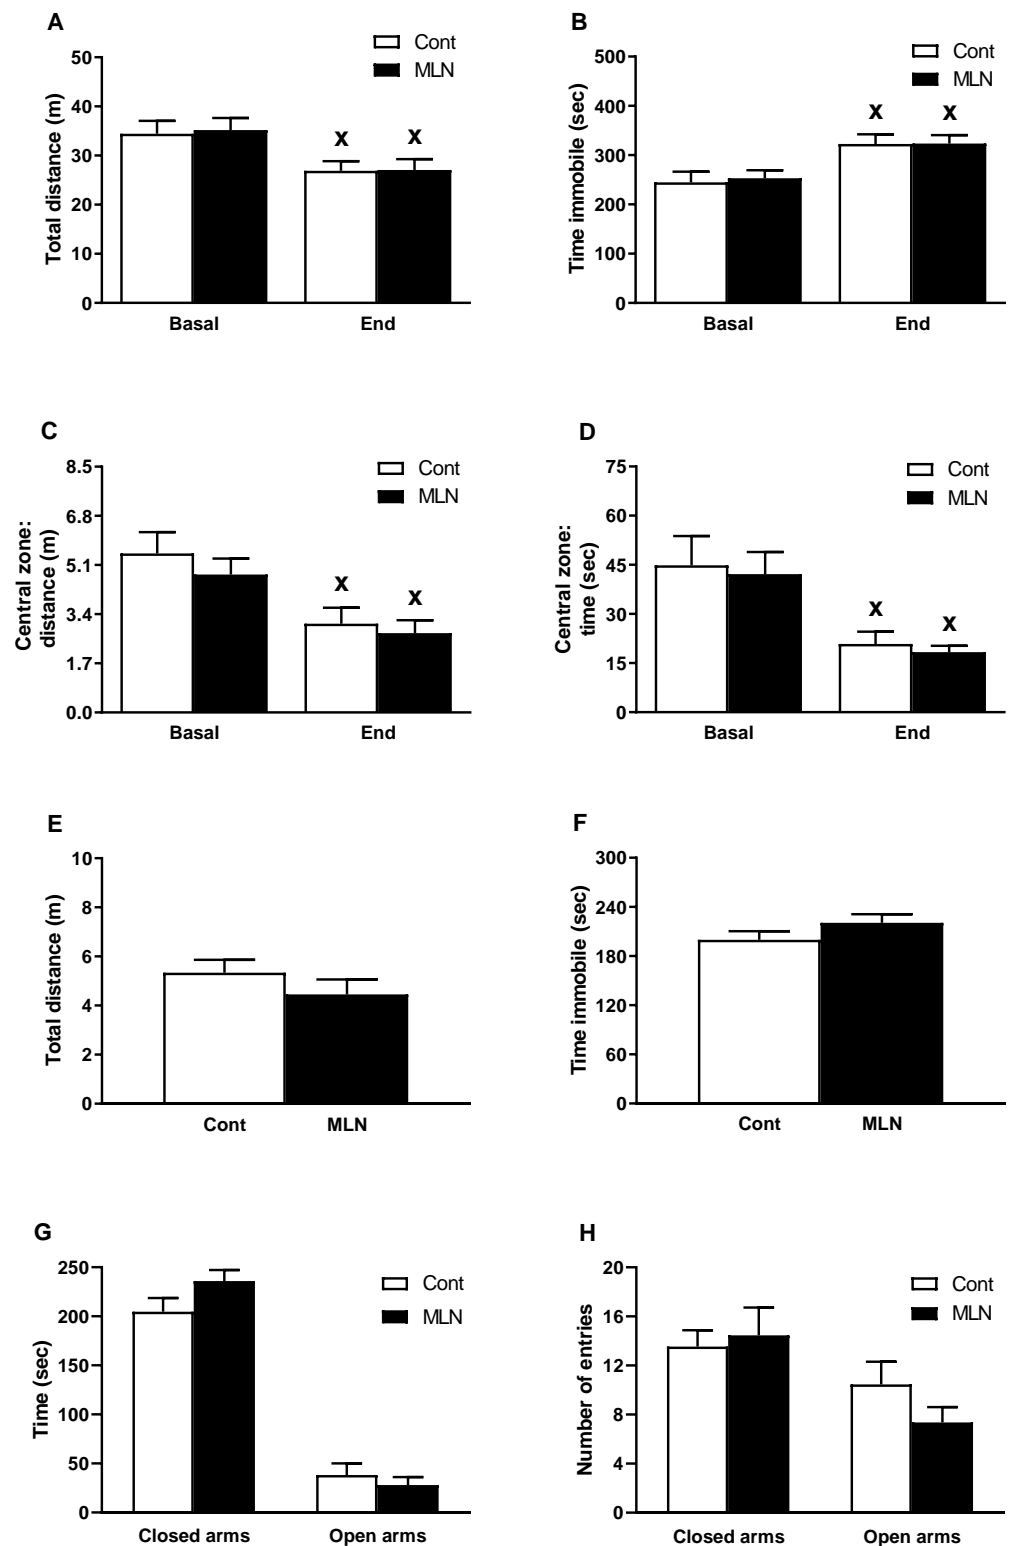 A
Cont
MLN
Total distance (m)
50
40
30
20
10
0
x
x
Basal
End
B
Cont
MLN
Time immobile (sec)
500
400
300
200
100
0
x
x
Basal
End
C
Cont
MLN
Central zone:
distance (m)
8.5
6.8
5.1
3.4
1.7
0.0
x
x
Basal
End
D
Cont
MLN
Central zone:
time (sec)
75
60
45
30
15
0
x
x
Basal
End
E
Total distance (m)
10
8
6
4
2
0
Cont
MLN
F
Time immobile (sec)
300
240
180
120
60
0
Cont
MLN
G
Cont
MLN
Time (sec)
250
200
150
100
50
0
Closed arms
Open arms
H
Cont
MLN
Number of entries
20
16
12
8
4
0
Closed arms
Open arms